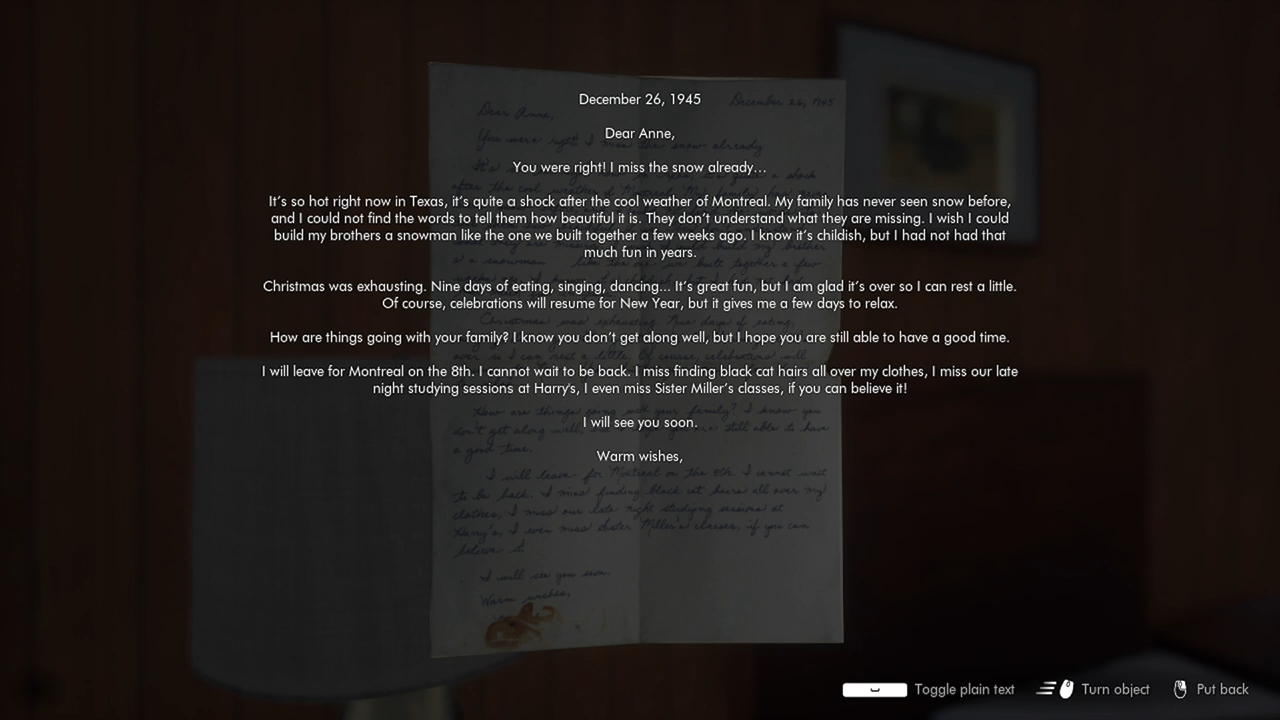 December 26, 1945
Dear Anne,
You were right! I miss the snow already...
It's so hot right now in Texas, it's quite a shock after the cool weather of Montreal. My family has never seen snow before,
and I could not find the words to tell them how beautiful it is. They don't understand what they are missing. I wish I could
build my brothers a snowman like the one we built together a few weeks ago. I know it's childish, but I had not had that
much fun in years.
Christmas was exhausting. Nine days of eating, singing, dancing... It's great fun, but I am glad it's over so I can rest a little.
Of course, celebrations will resume for New Year, but it gives me a few days to relax.
How are things going with your family? I know you don't get along well, but I hope you are still able to have a good time.
I will leave for Montreal on the 8th. I cannot wait to be back. I miss finding black cat hairs all over my clothes, I miss our late
night studying sessions at Harry's, I even miss Sister Miller's classes, if you can believe it!
I will see you soon.
Warm wishes,
Toggle plain text
Turn object
Put back